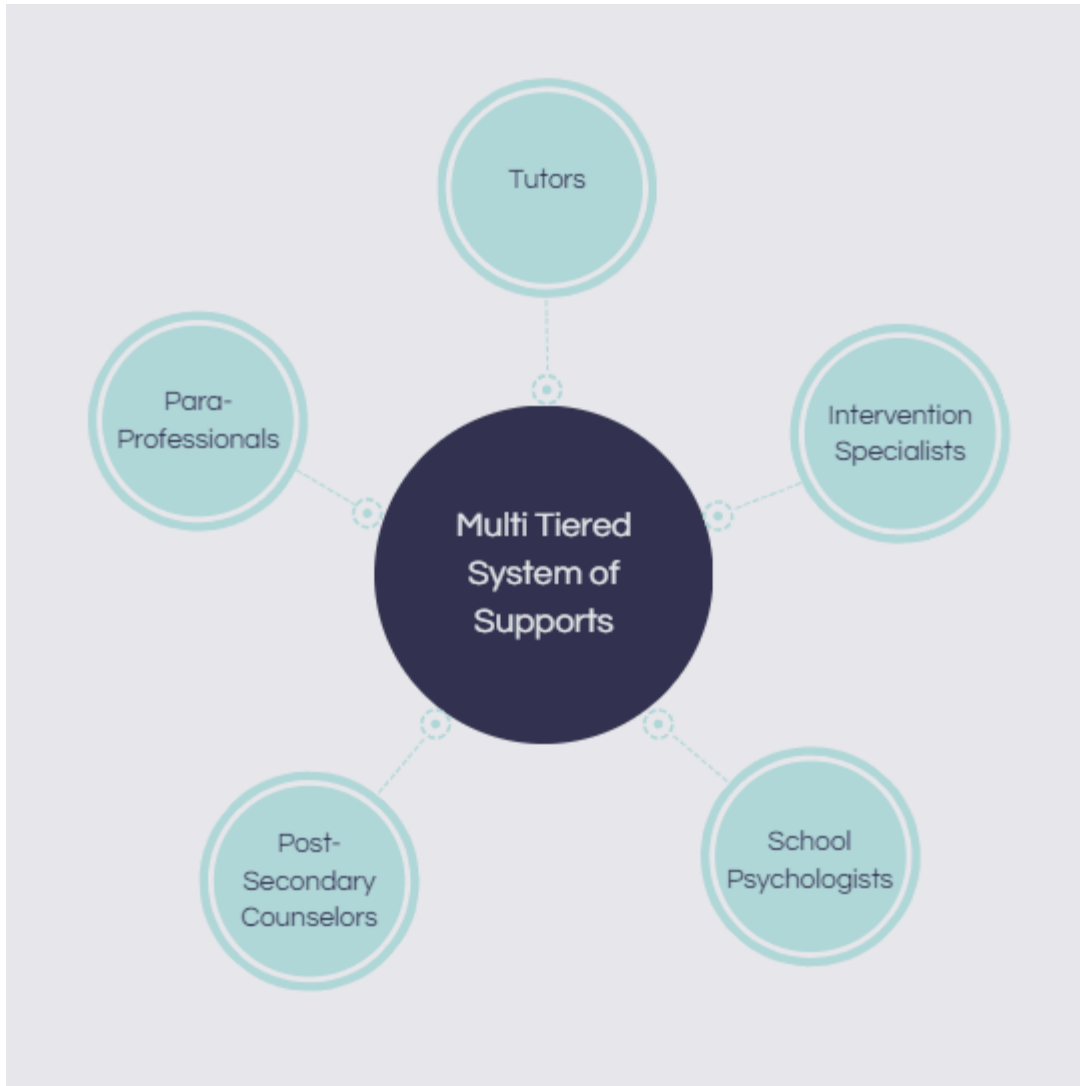 Tutors
Para-
Professionals
Intervention
Specialists
Multi Tiered
System of
Supports
Post-
Secondary
Counselors
School
Psychologists